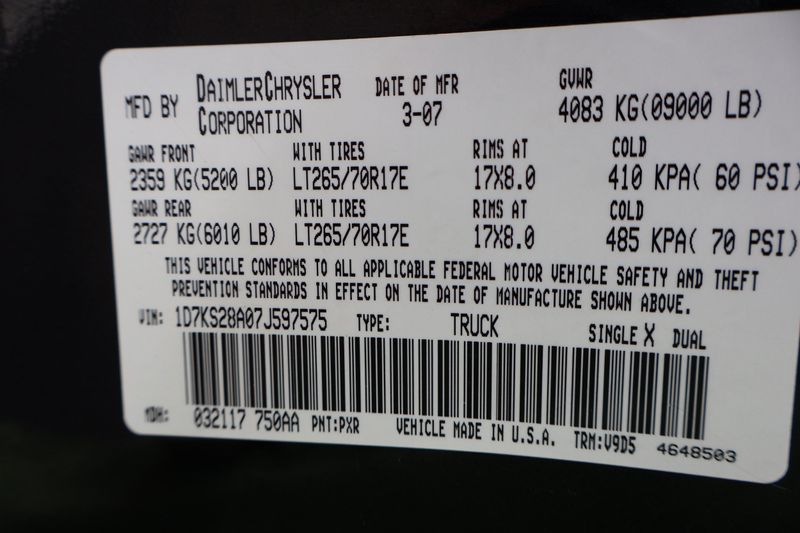 MFD BY DAIMLERCHRYSLER CORPORATION DATE OF MFR 3-07 GVWR 4083 KG(09000 LB)
GAWR FRONT WITH TIRES RIMS AT COLD
2359 KG(5200 LB) LT265/70R17E 17X8.0 410 KPA( 60 PSI)
GAWR REAR WITH TIRES RIMS AT COLD
2727 KG(6010 LB) LT265/70R17E 17X8.0 485 KPA( 70 PSI)
THIS VEHICLE CONFORMS TO ALL APPLICABLE FEDERAL MOTOR VEHICLE SAFETY AND THEFT
PREVENTION STANDARDS IN EFFECT ON THE DATE OF MANUFACTURE SHOWN ABOVE.
VIN: 1D7KS28A07J597575 TYPE: TRUCK SINGLE X DUAL
MDH: 032117 750AA PNT:PXR VEHICLE MADE IN U.S.A. TRM:V9D5 4648503